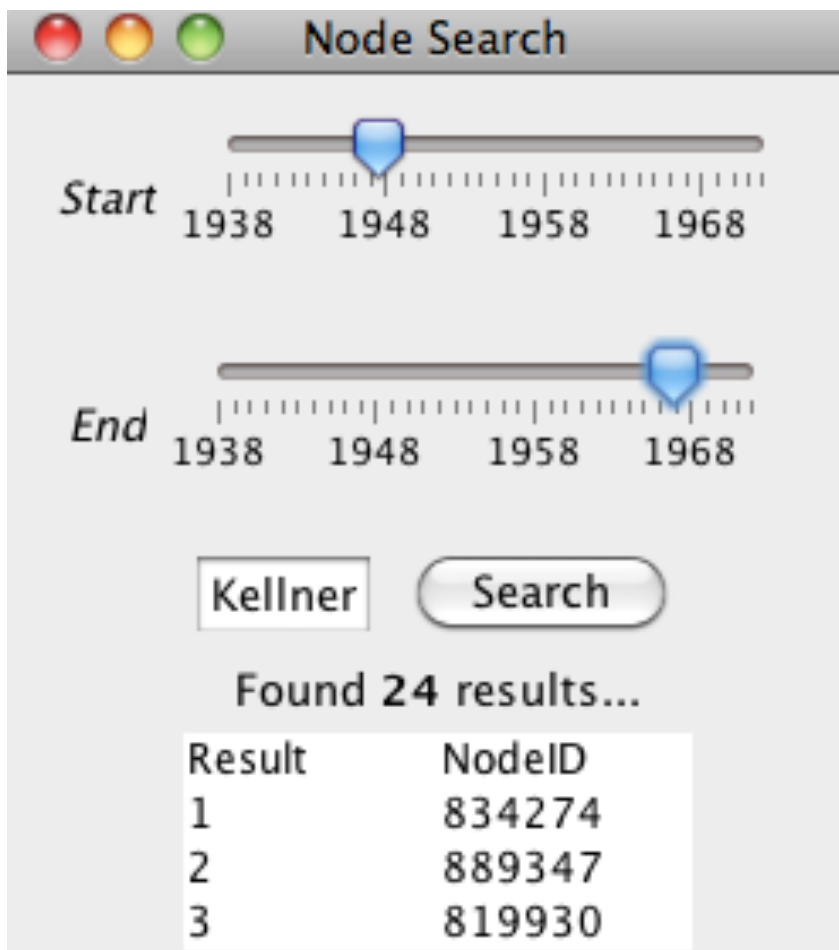 Node Search
Start
1938 1948 1958 1968
End
1938 1948 1958 1968
Kellner Search
Found 24 results...
Result NodeID
1 834274
2 889347
3 819930